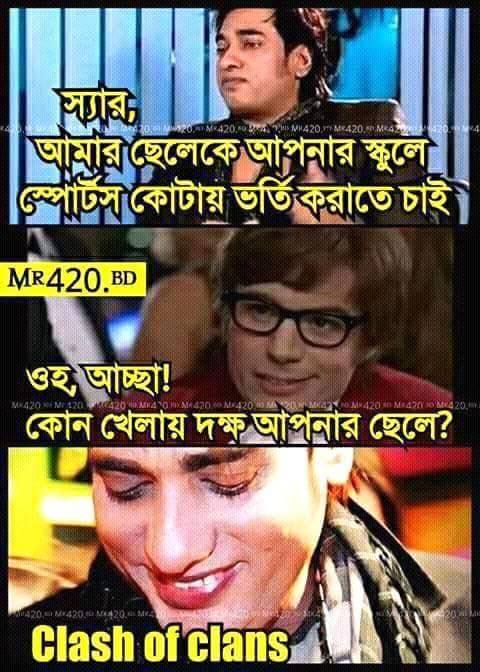 স্যার,
আমার ছেলেকে আপনার স্কুলে
স্পোর্টস কোটায় ভর্তি করাতে চাই
MR420.BD
ওহ, আচ্ছা!
কোন খেলায় দক্ষ আপনার ছেলে?
Clash of clans